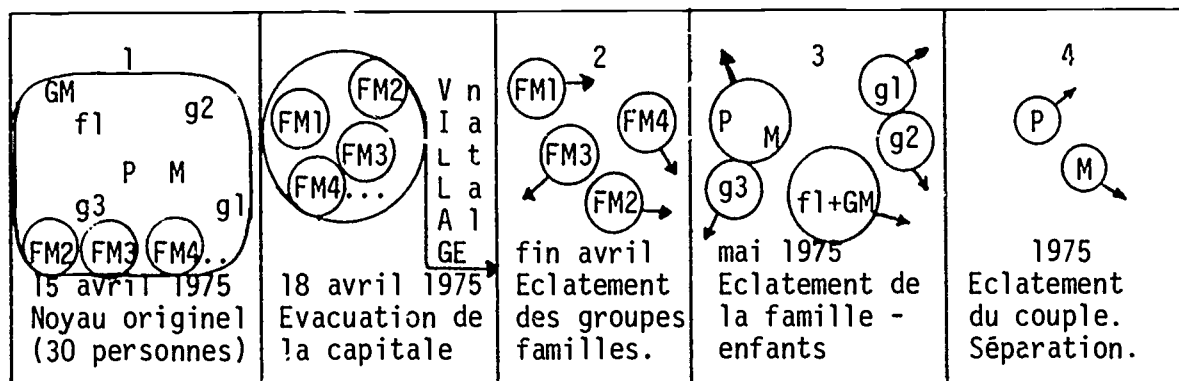 1
GM
f1
g2
P M
g3
g1
FM2 FM3 FM4..
15 avril 1975
Noyau originel
(30 personnes)
FM2
FM1
FM3
FM4...
18 avril 1975
Evacuation de
la capitale
VILLAGE
natal
2
FM1
FM4
FM3
FM2
fin avril
Eclatement
des groupes
familles.
3
g1
P
M
g2
g3
f1+GM
mai 1975
Eclatement de
la famille -
enfants
4
P
M
1975
Eclatement
du couple.
Séparation.